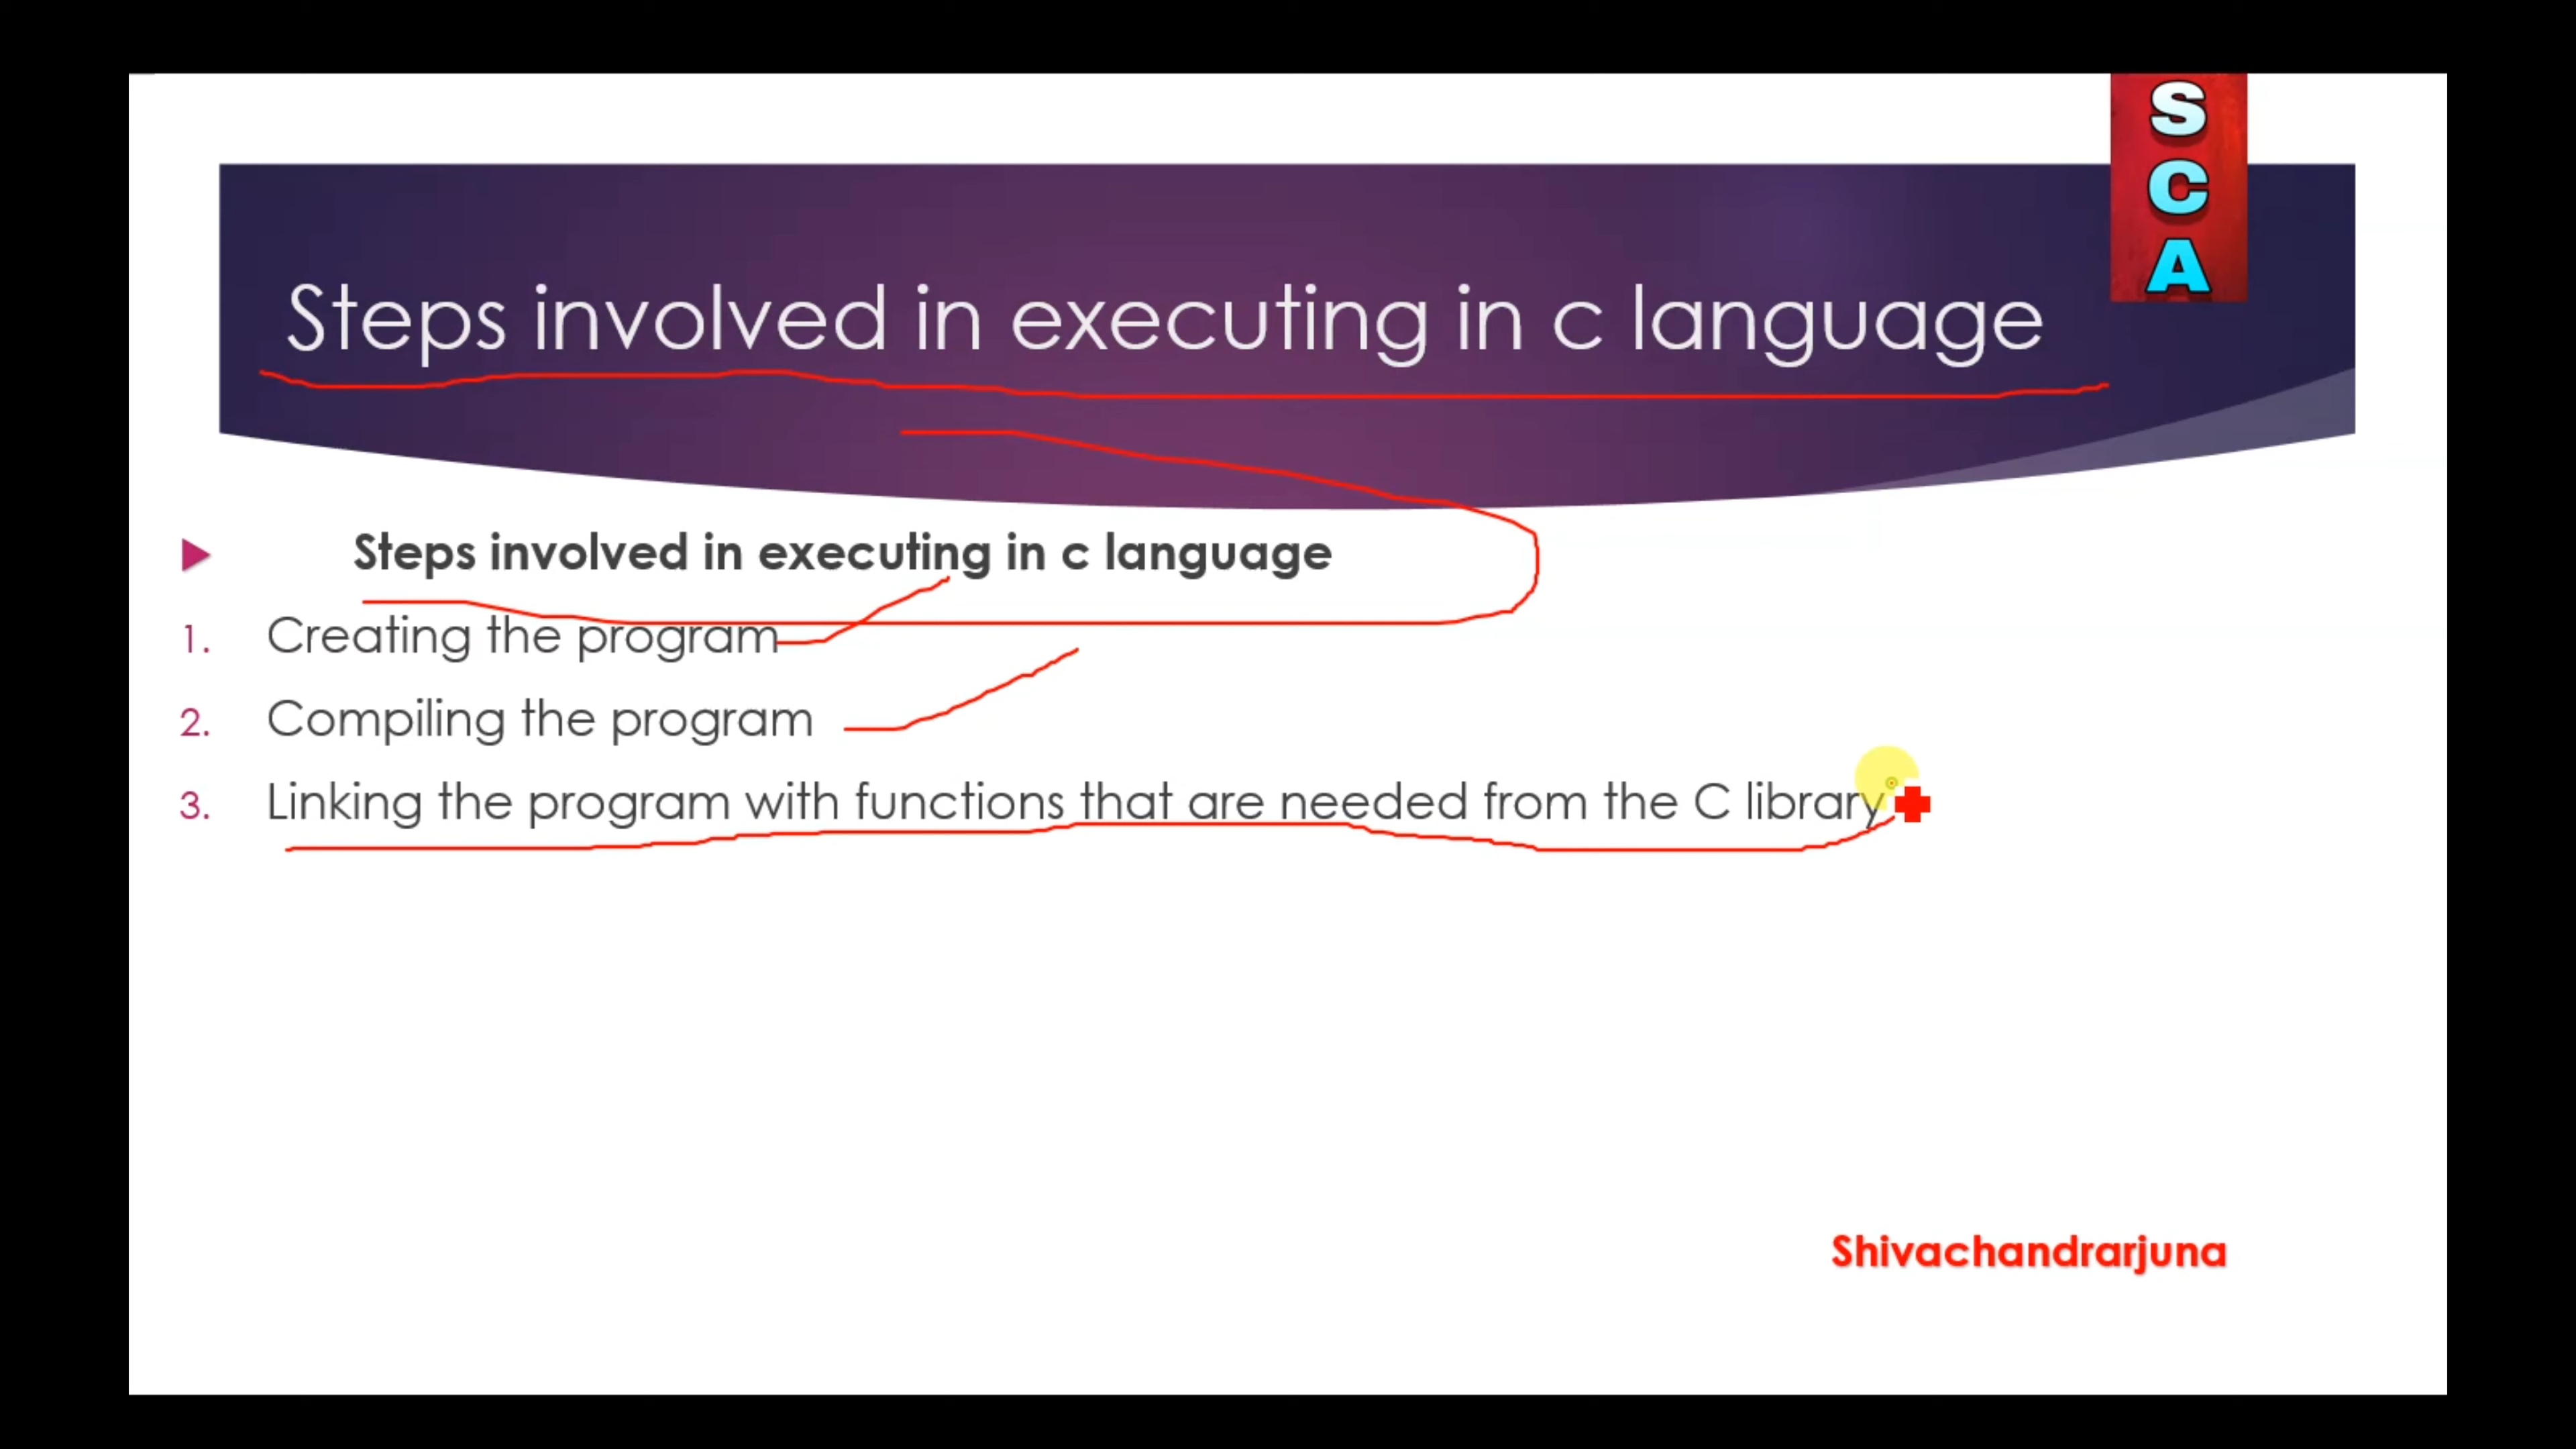 S
C
A
Steps involved in executing in c language
Steps involved in executing in c language
1. Creating the program
2. Compiling the program
3. Linking the program with functions that are needed from the C library
Shivachandrarjuna